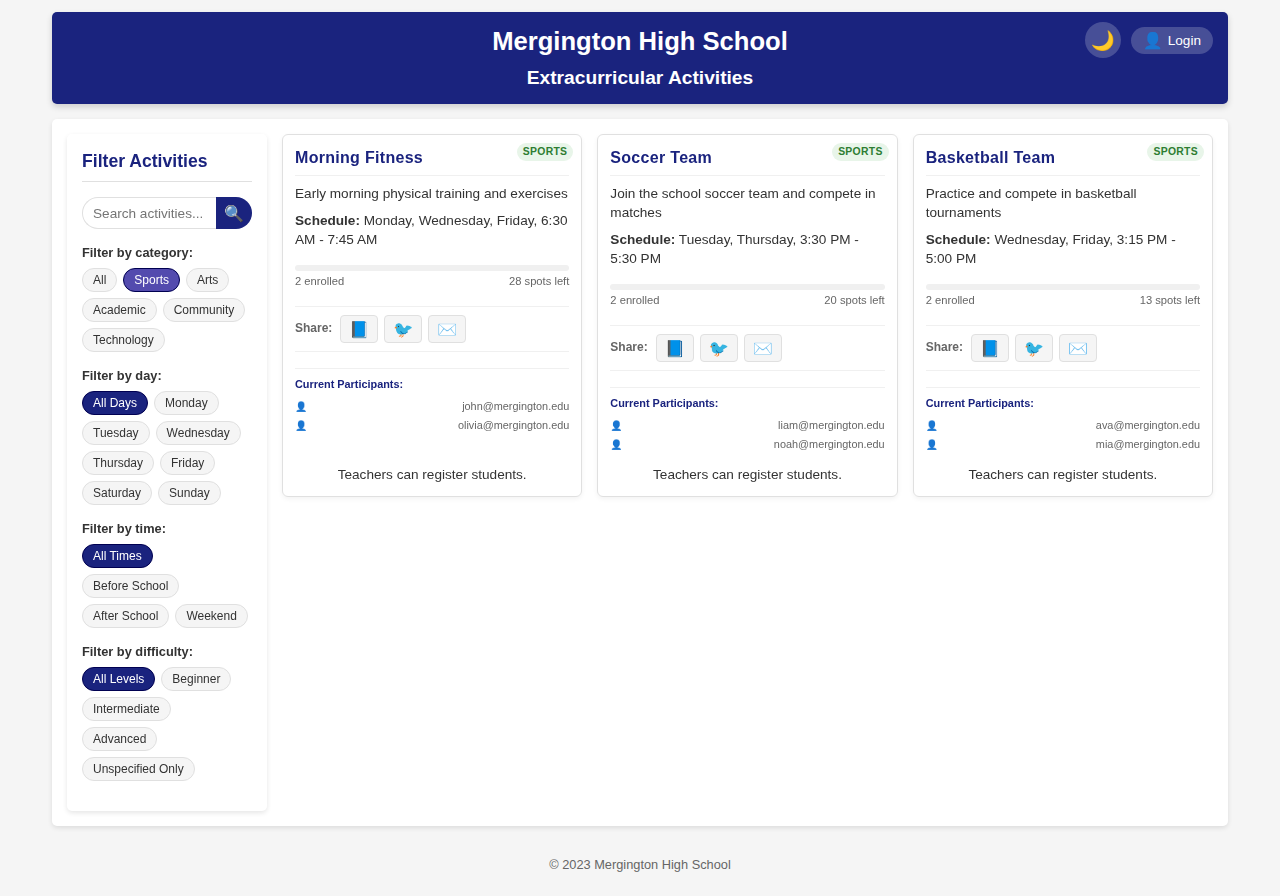 Mergington High School
Extracurricular Activities
Login
Filter Activities
Search activities...
Filter by category:
All Sports Arts
Academic Community
Technology
Filter by day:
All Days Monday
Tuesday Wednesday
Thursday Friday
Saturday Sunday
Filter by time:
All Times
Before School
After School Weekend
Filter by difficulty:
All Levels Beginner
Intermediate
Advanced
Unspecified Only
SPORTS
Morning Fitness
Early morning physical training and exercises
Schedule: Monday, Wednesday, Friday, 6:30
AM - 7:45 AM
2 enrolled 28 spots left
Share:
Current Participants:
john@mergington.edu
olivia@mergington.edu
Teachers can register students.
SPORTS
Soccer Team
Join the school soccer team and compete in
matches
Schedule: Tuesday, Thursday, 3:30 PM -
5:30 PM
2 enrolled 20 spots left
Share:
Current Participants:
liam@mergington.edu
noah@mergington.edu
Teachers can register students.
SPORTS
Basketball Team
Practice and compete in basketball
tournaments
Schedule: Wednesday, Friday, 3:15 PM -
5:00 PM
2 enrolled 13 spots left
Share:
Current Participants:
ava@mergington.edu
mia@mergington.edu
Teachers can register students.
© 2023 Mergington High School